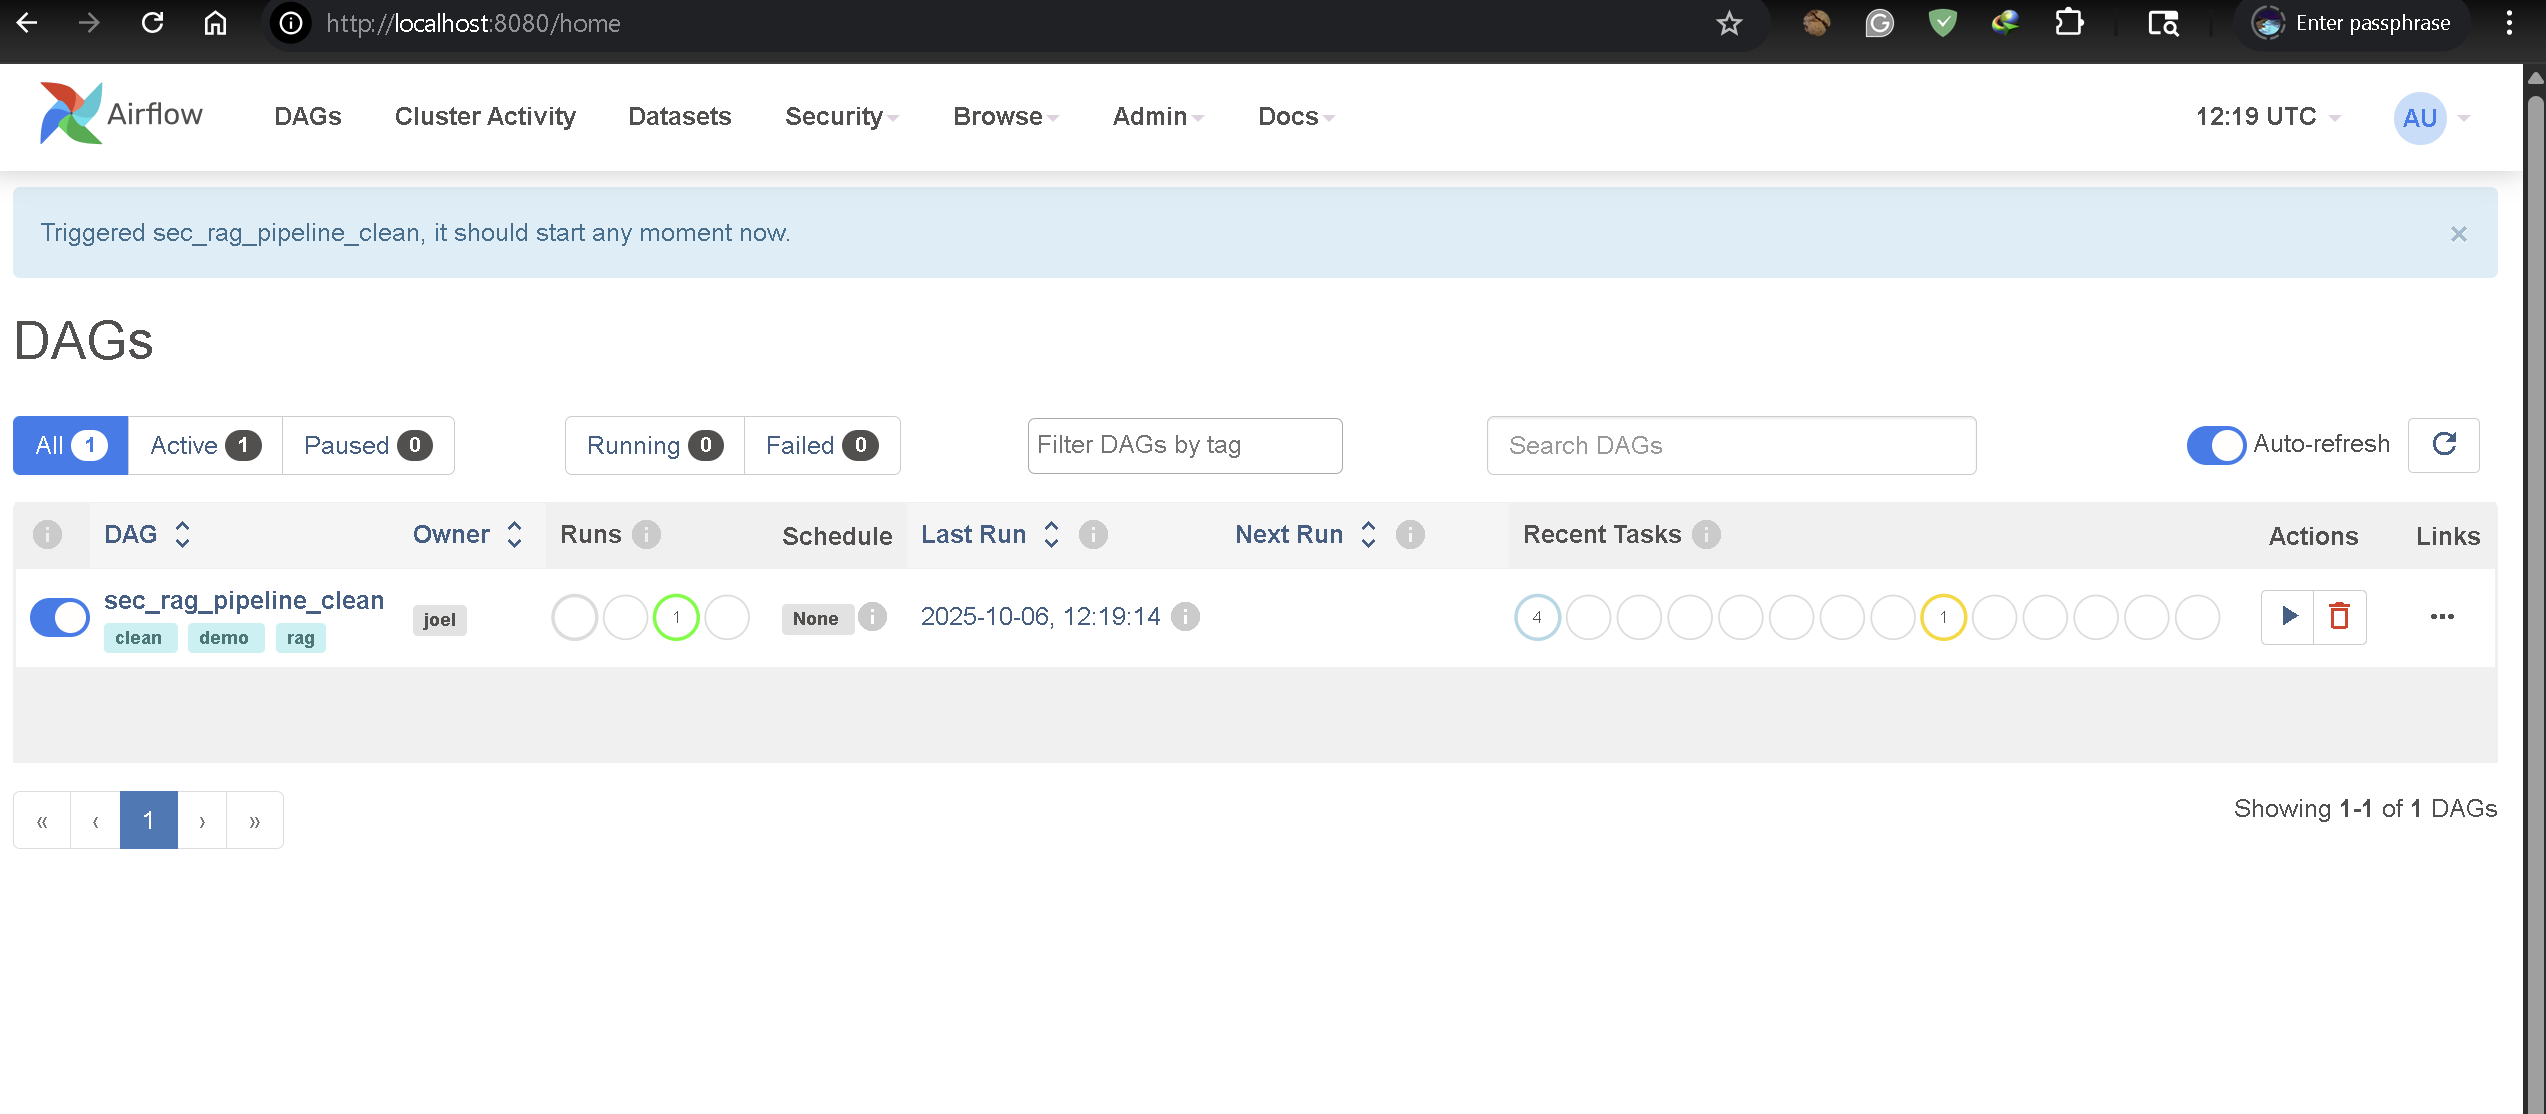 http://localhost:8080/home
Enter passphrase
Airflow DAGs Cluster Activity Datasets Security Browse Admin Docs 12:19 UTC AU
Triggered sec_rag_pipeline_clean, it should start any moment now.
×
DAGs
All 1 Active 1 Paused 0 Running 0 Failed 0 Filter DAGs by tag Search DAGs Auto-refresh
DAG Owner Runs Schedule Last Run Next Run Recent Tasks Actions Links
sec_rag_pipeline_clean joel 1 None 2025-10-06, 12:19:14 4 1
clean demo rag
« ‹ 1 › »
Showing 1-1 of 1 DAGs